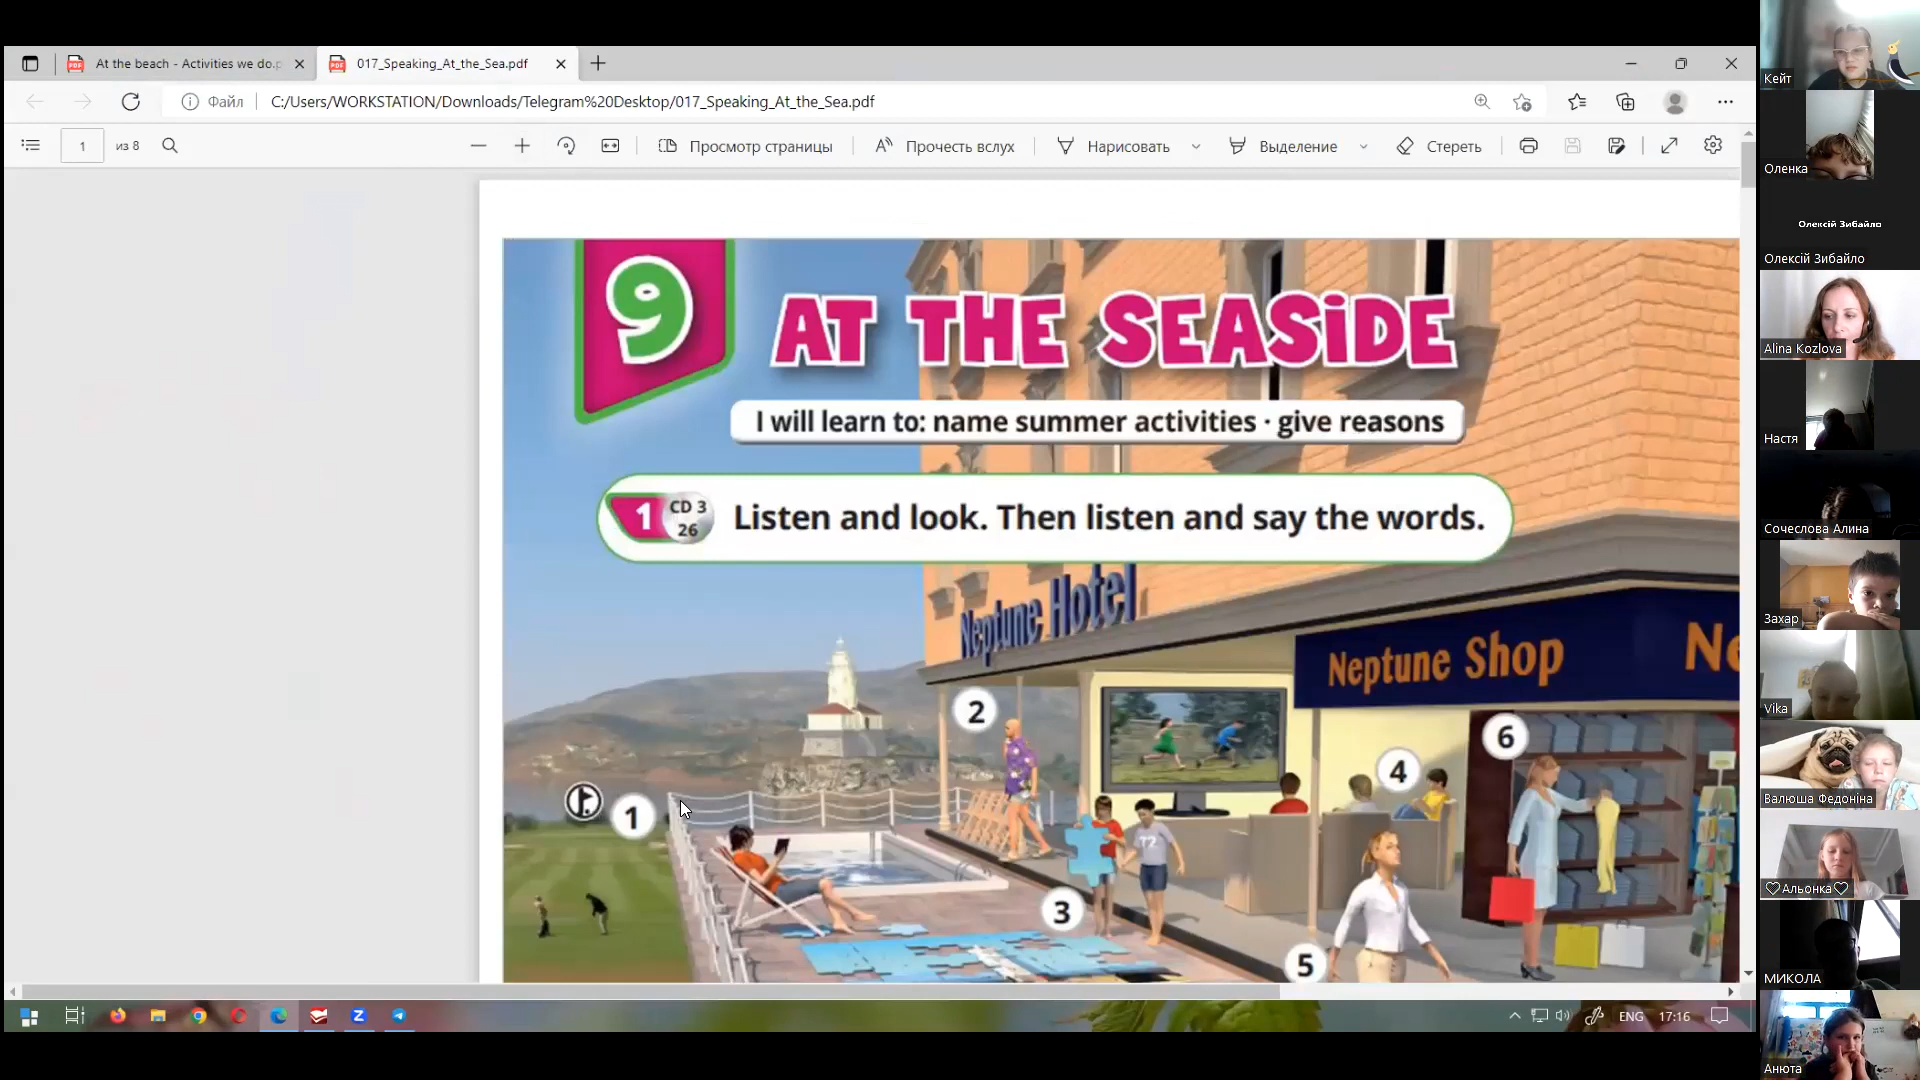 At the beach - Activities we do.p
017_Speaking_At_the_Sea.pdf
Файл
C:/Users/WORKSTATION/Downloads/Telegram%20Desktop/017_Speaking_At_the_Sea.pdf
1
из 8
Просмотр страницы
Прочесть вслух
Нарисовать
Выделение
Стереть
9
AT THE SEASiDE
I will learn to: name summer activities · give reasons
1
CD 3
26
Listen and look. Then listen and say the words.
Neptune Hotel
Neptune Shop
Ne
1
2
3
4
5
6
ENG
17:16
Кейт
Оленка
Олексій Зибайло
Олексій Зибайло
Alina Kozlova
Настя
Сочеслова Алина
Захар
Vika
Валюша Федоніна
♡Альонка♡
МИКОЛА
Анюта